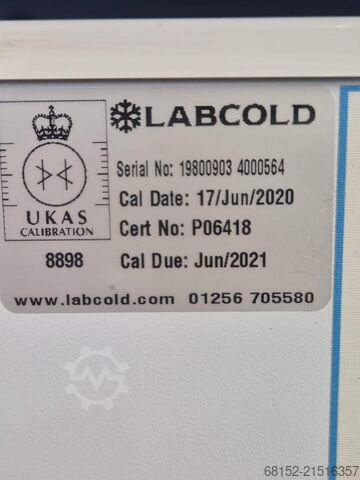 LABCOLD
Serial No: 19800903 4000564
Cal Date: 17/Jun/2020
UKAS
CALIBRATION
Cert No: P06418
8898
Cal Due: Jun/2021
www.labcold.com 01256 705580
68152-21516357